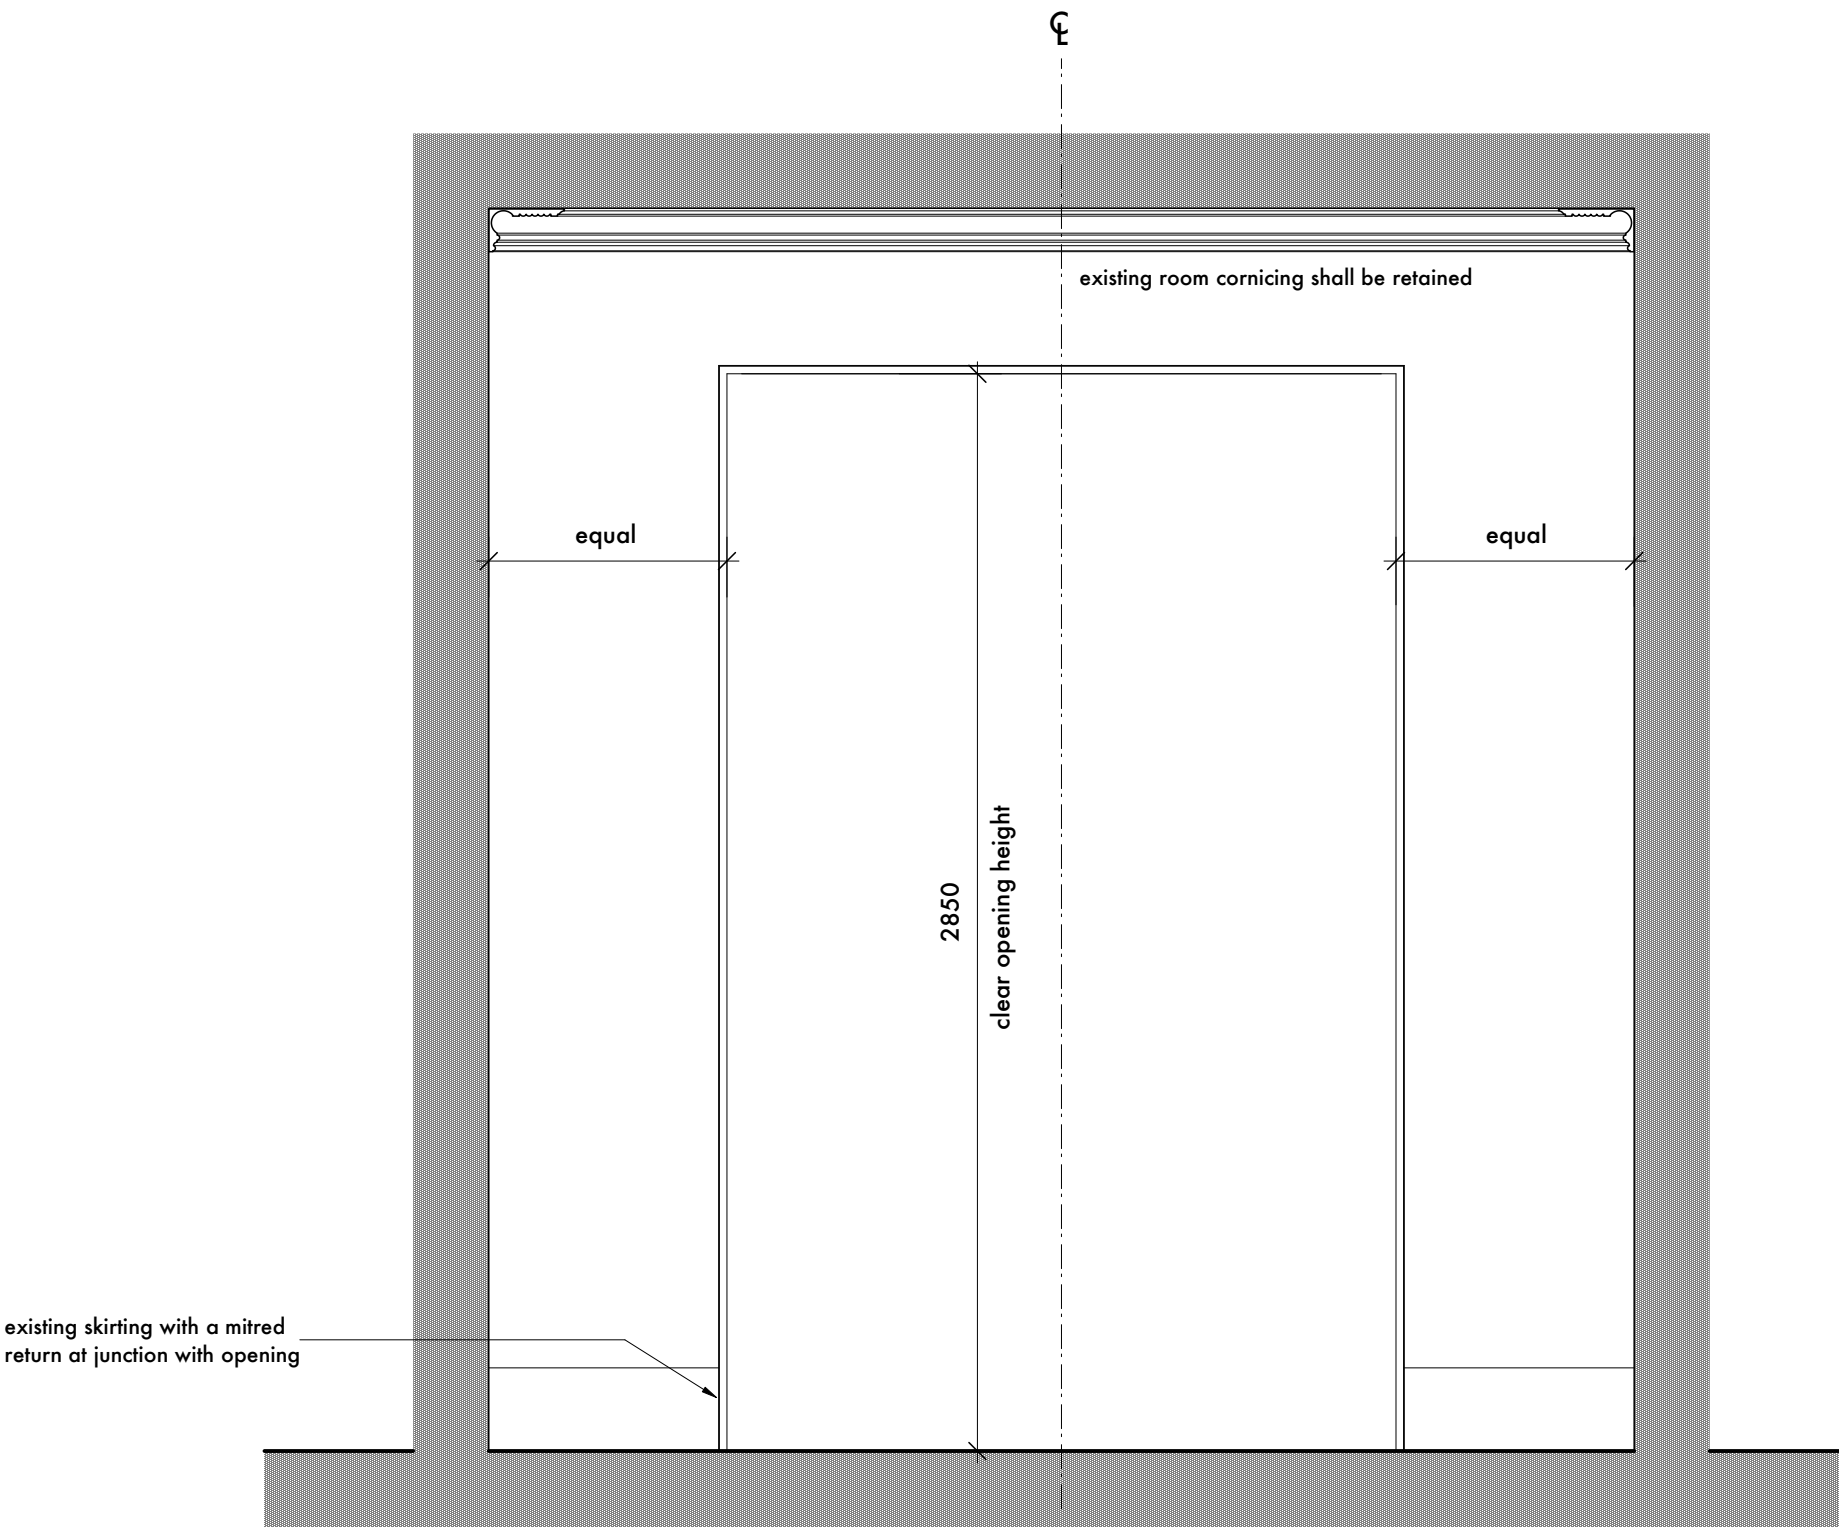 ℄
existing room cornicing shall be retained
equal
equal
2850
clear opening height
existing skirting with a mitred
return at junction with opening